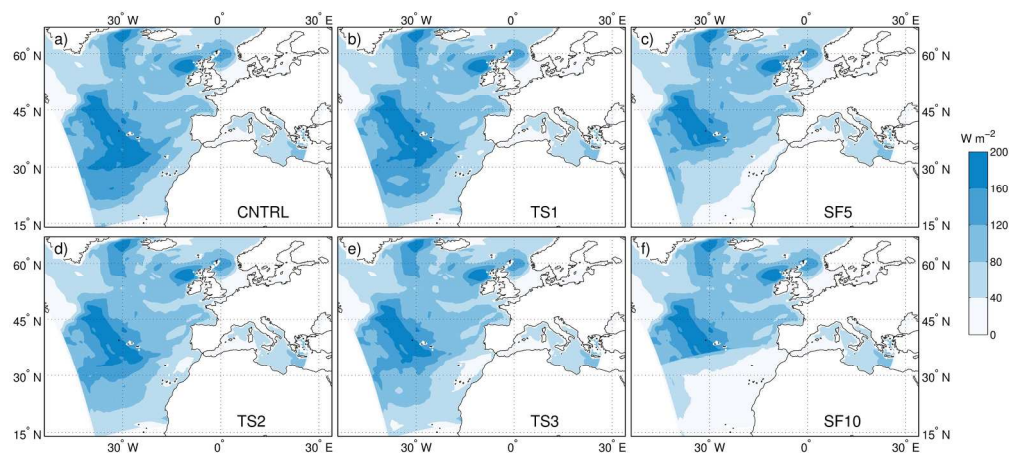 30° W 0° 30° E 30° W 0° 30° E 30° W 0° 30° E
a) b) c)
60° N 60° N
45° N 45° N
30° N 30° N
15° N 15° N
CNTRL TS1 SF5
W m⁻²
200
160
120
80
40
0
d) e) f)
60° N 60° N
45° N 45° N
30° N 30° N
15° N 15° N
TS2 TS3 SF10
30° W 0° 30° E 30° W 0° 30° E 30° W 0° 30° E